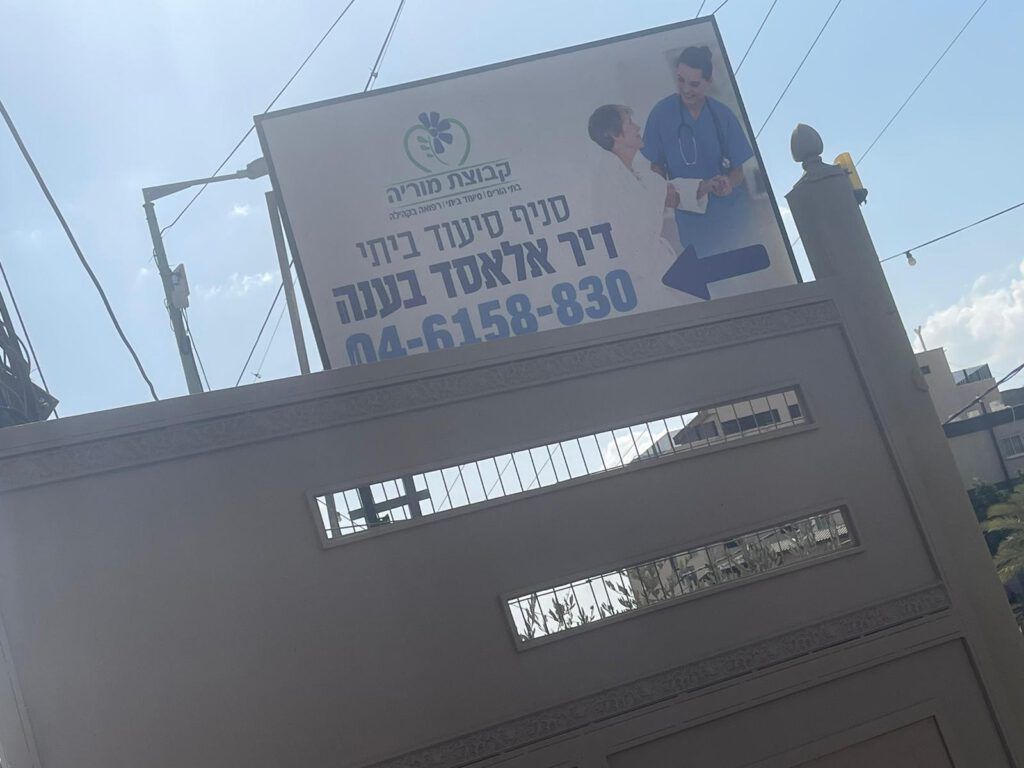 קבוצת מוריה
בתי הורים | סיעוד ביתי | רפואה בקהילה
סניף סיעוד ביתי
דיר אלאסד בענה
04-6158-830